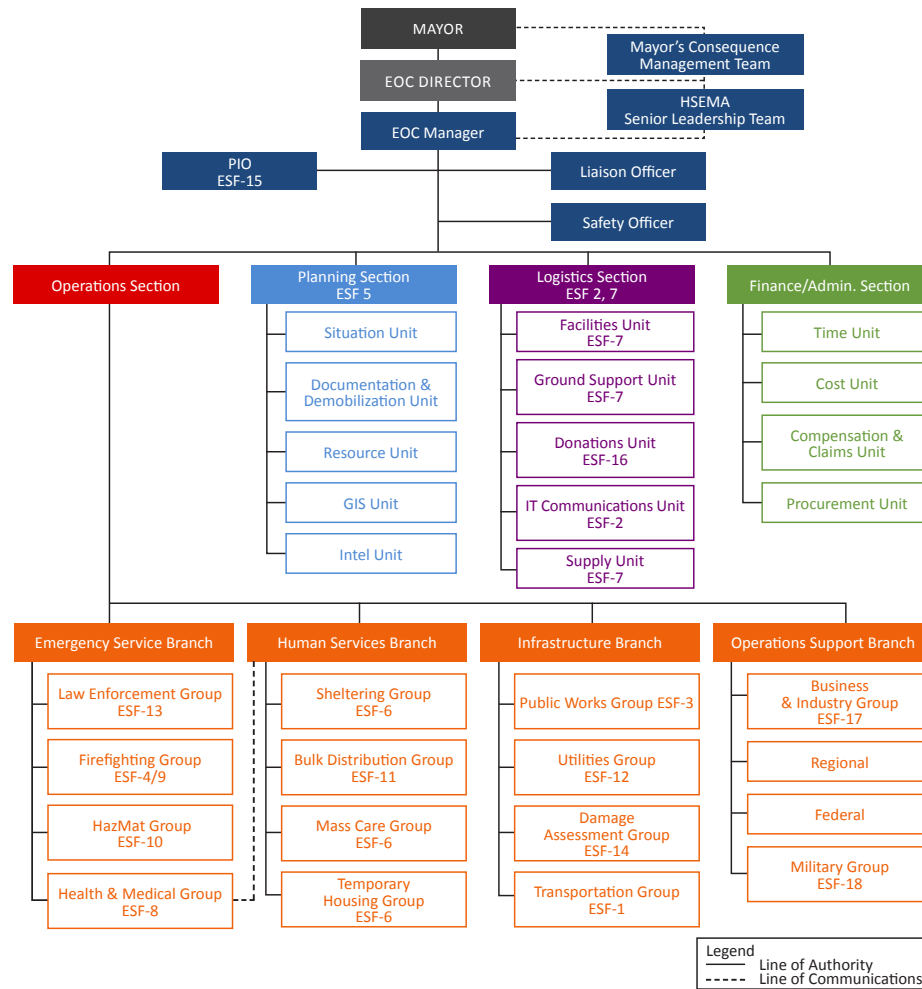 MAYOR
Mayor's Consequence
Management Team
EOC DIRECTOR
HSEMA
Senior Leadership Team
EOC Manager
PIO
ESF-15
Liaison Officer
Safety Officer
Operations Section
Planning Section
ESF 5
Logistics Section
ESF 2, 7
Finance/Admin. Section
Situation Unit
Documentation &
Demobilization Unit
Resource Unit
GIS Unit
Intel Unit
Facilities Unit
ESF-7
Ground Support Unit
ESF-7
Donations Unit
ESF-16
IT Communications Unit
ESF-2
Supply Unit
ESF-7
Time Unit
Cost Unit
Compensation &
Claims Unit
Procurement Unit
Emergency Service Branch
Human Services Branch
Infrastructure Branch
Operations Support Branch
Law Enforcement Group
ESF-13
Firefighting Group
ESF-4/9
HazMat Group
ESF-10
Health & Medical Group
ESF-8
Sheltering Group
ESF-6
Bulk Distribution Group
ESF-11
Mass Care Group
ESF-6
Temporary
Housing Group
ESF-6
Public Works Group ESF-3
Utilities Group
ESF-12
Damage
Assessment Group
ESF-14
Transportation Group
ESF-1
Business
& Industry Group
ESF-17
Regional
Federal
Military Group
ESF-18
Legend
Line of Authority
Line of Communications